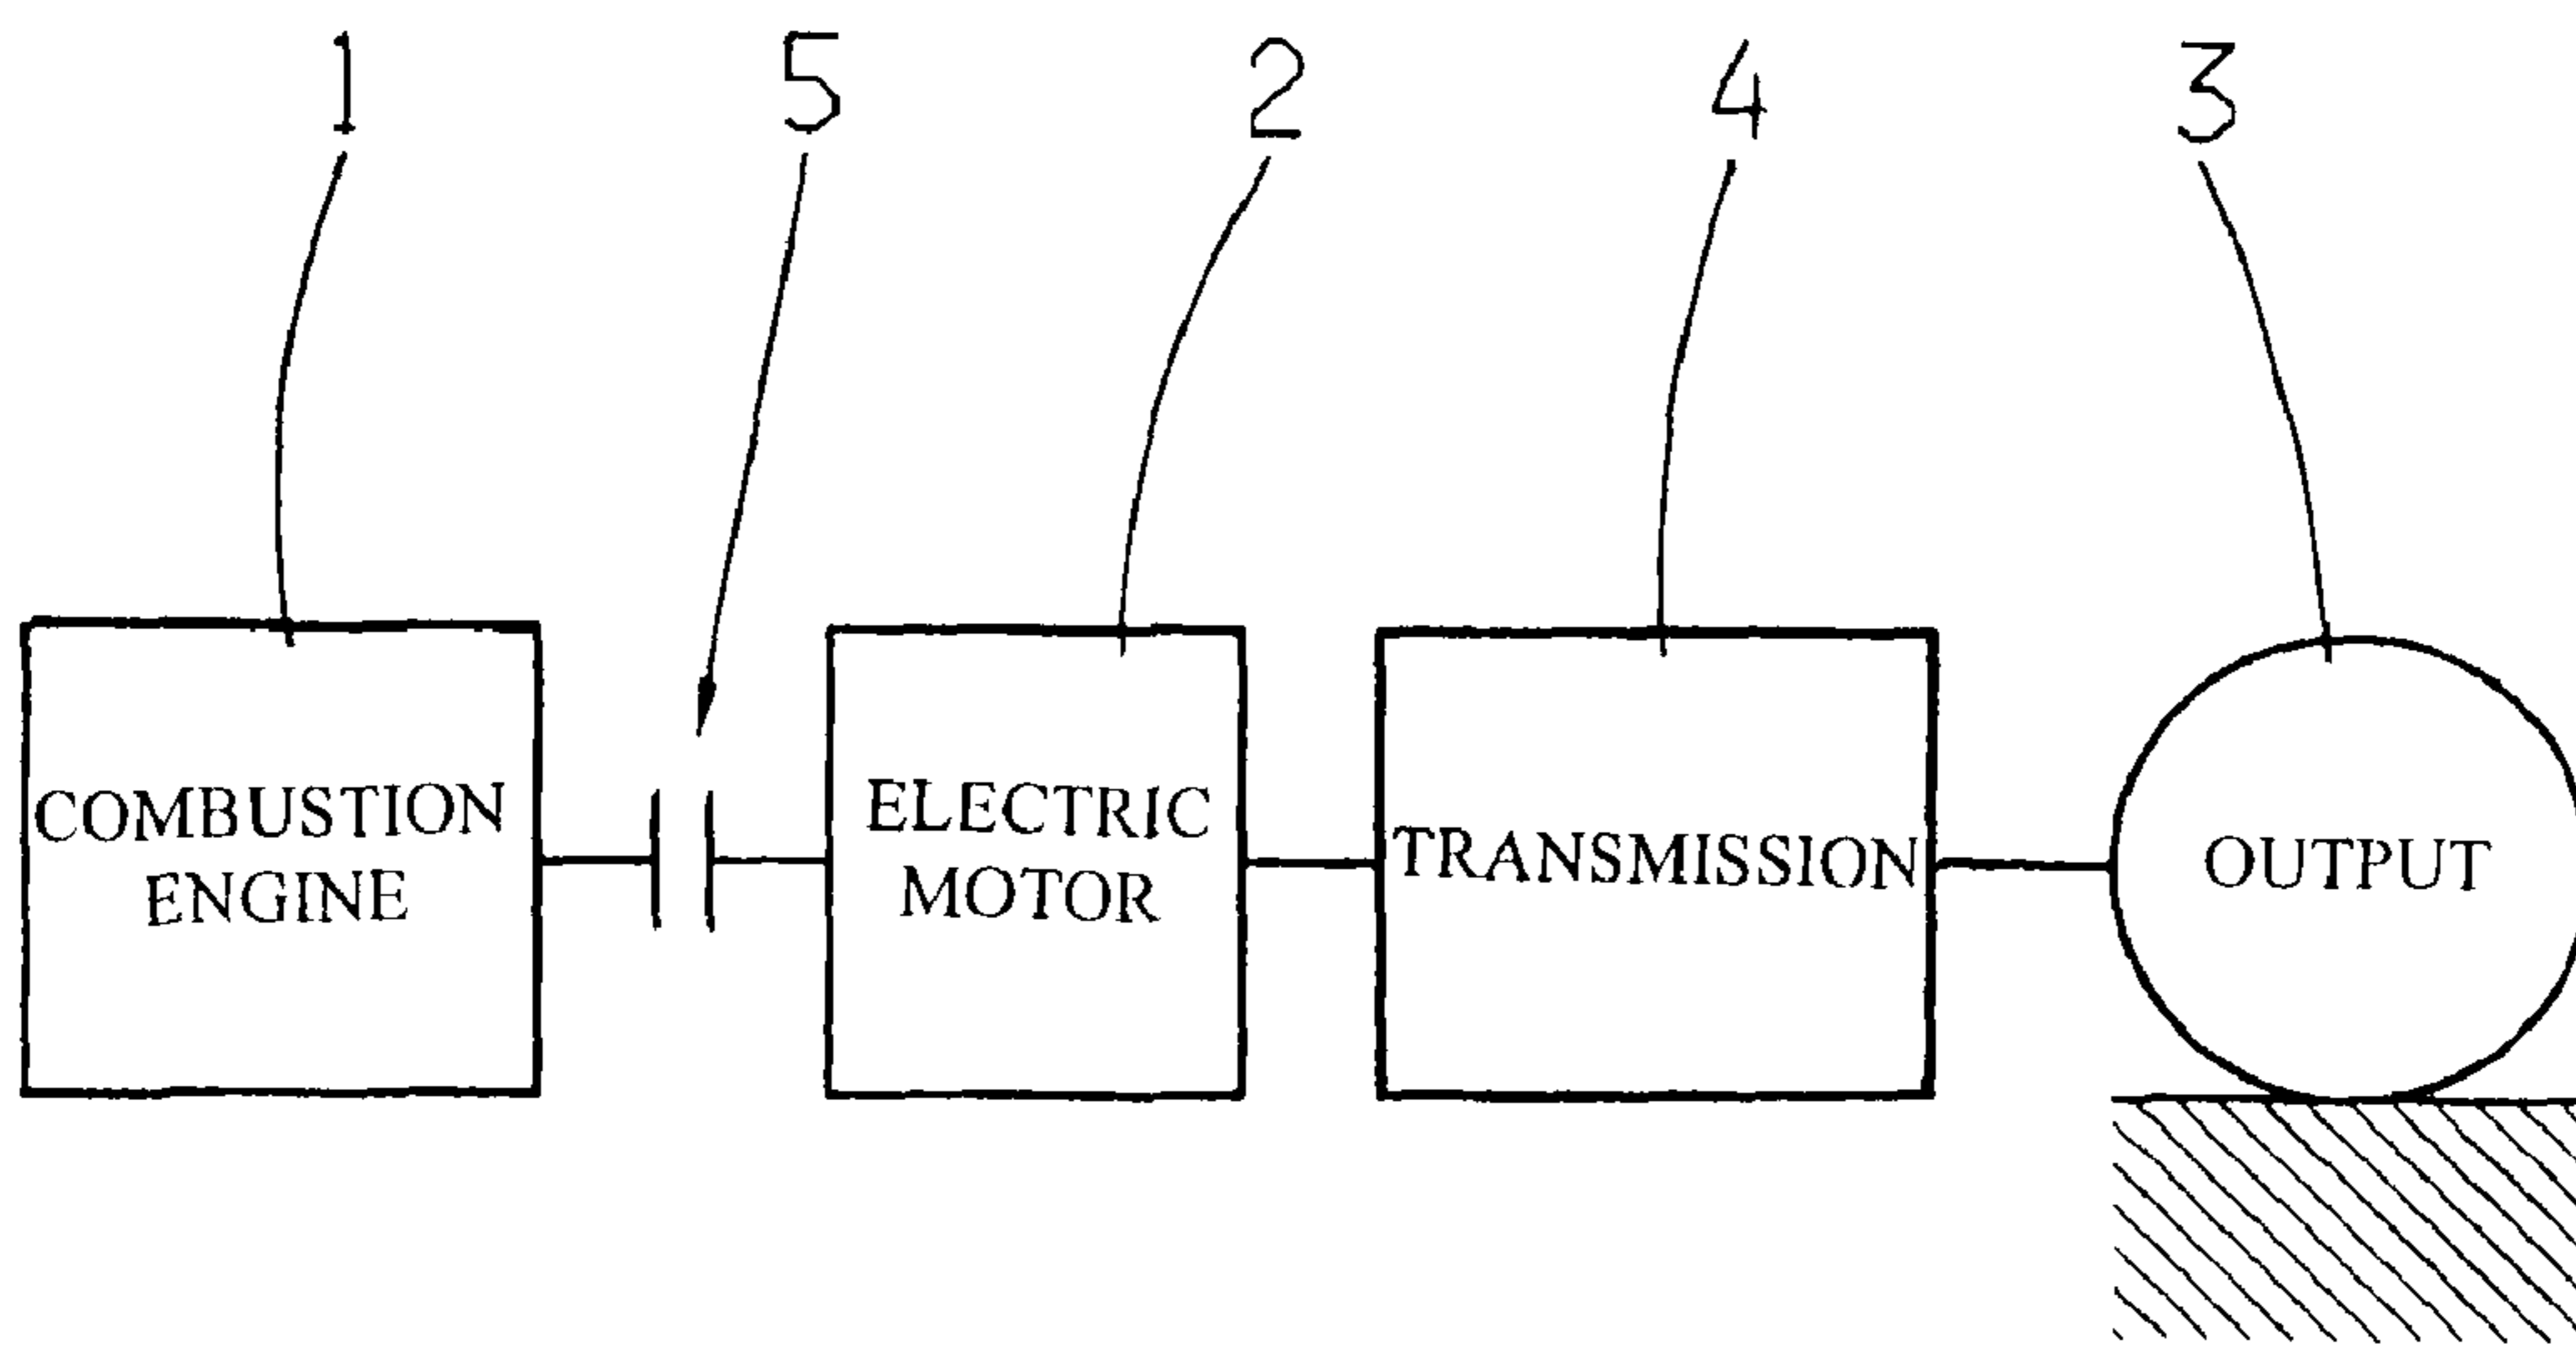 1 5 2 4 3
COMBUSTION
ENGINE
ELECTRIC
MOTOR
TRANSMISSION
OUTPUT